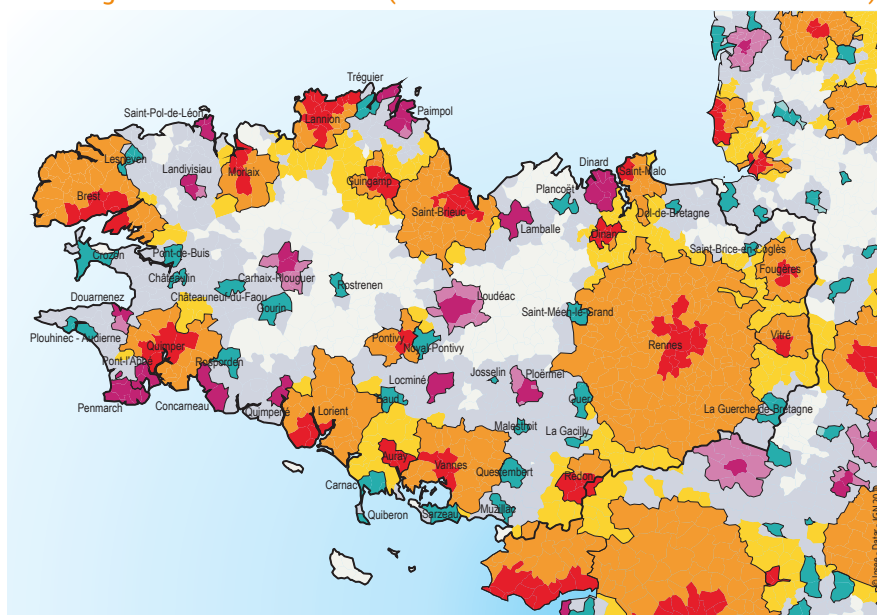 Tréguier
Saint-Pol-de-Léon
Paimpol
Lannion
Lesneven
Landivisiau
Morlaix
Dinard
Guingamp
Saint-Malo
Brest
Plancoët
Saint-Brieuc
Dol-de-Bretagne
Lamballe
Dinan
Crozon
Pont-de-Buis
Saint-Brice-en-Coglès
Châteaulin
Carhaix-Plouguer
Fougères
Rostrenen
Douarnenez
Châteauneuf-du-Faou
Loudéac
Gourin
Saint-Méen-le-Grand
Plouhinec - Audierne
Quimper
Pontivy
Noyal-Pontivy
Rennes
Vitré
Pont-l'Abbé
Rosporden
Josselin
Ploërmel
Locminé
Penmarch
Concarneau
Quimperlé
Lorient
Baud
Guer
La Guerche-de-Bretagne
Malestroit
La Gacilly
Auray
Vannes
Questembert
Redon
Carnac
Muzillac
Quiberon
Sarzeau